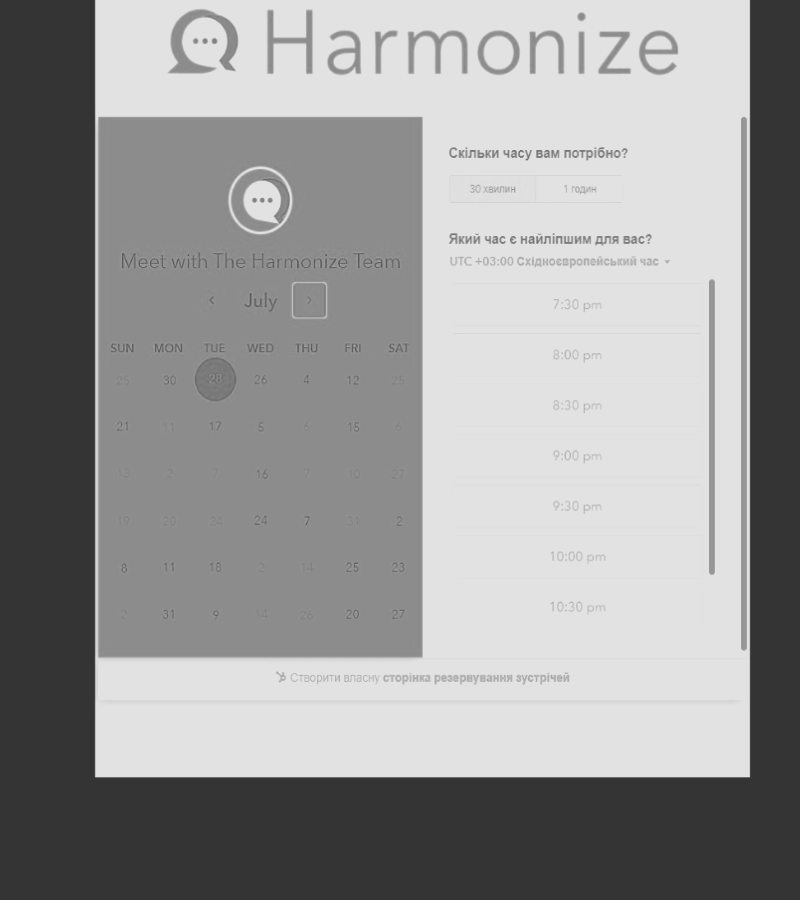 Harmonize
Meet with The Harmonize Team
July
SUN MON TUE WED THU FRI SAT
25 30 28 26 4 12 25
21 11 17 5 6 15 6
13 2 7 16 7 10 27
19 20 24 24 7 31 2
8 11 18 2 14 25 23
2 31 9 14 26 20 27
Скільки часу вам потрібно?
30 хвилин 1 годин
Який час є найліпшим для вас?
UTC +03:00 Східноєвропейський час
7:30 pm
8:00 pm
8:30 pm
9:00 pm
9:30 pm
10:00 pm
10:30 pm
Створити власну сторінка резервування зустрічей